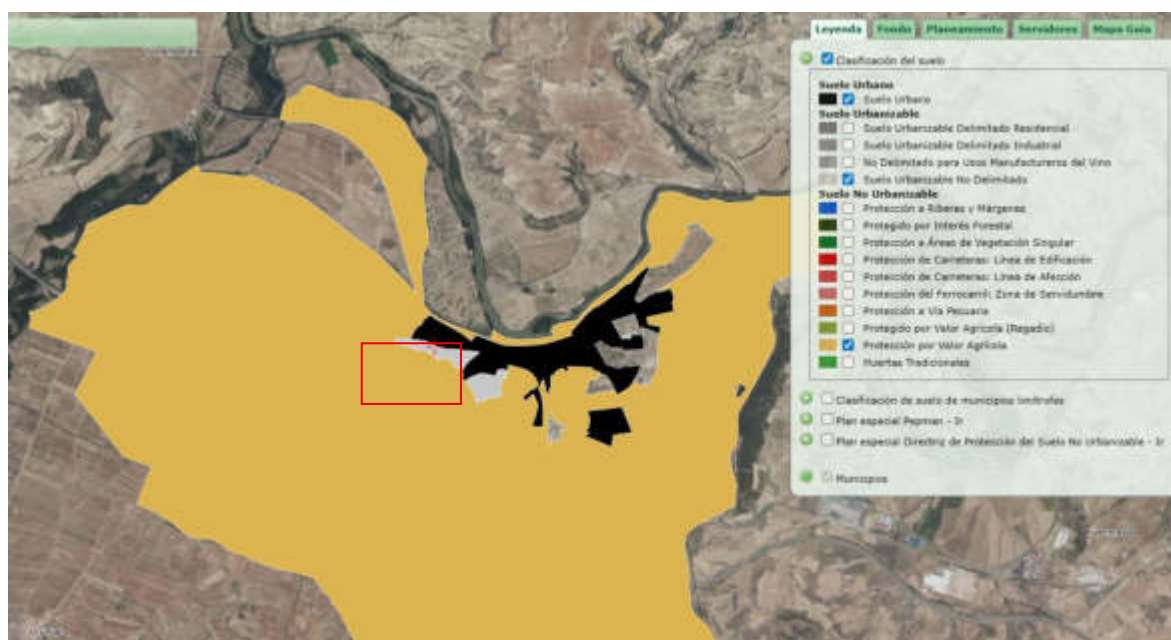 Leyenda Fondo Planeamiento Servidores Mapa Guía
Clasificación del suelo
Suelo Urbano
Suelo Urbano
Suelo Urbanizable
Suelo Urbanizable Delimitado Residencial
Suelo Urbanizable Delimitado Industrial
No Delimitado para Usos Manufactureros del Vino
Suelo Urbanizable No Delimitado
Suelo No Urbanizable
Protección a Riberas y Márgenes
Protegido por Interés Forestal
Protección a Áreas de Vegetación Singular
Protección de Carreteras: Línea de Edificación
Protección de Carreteras: Línea de Afección
Protección del Ferrocarril: Zona de Servidumbre
Protección a Vía Pecuaria
Protegido por Valor Agrícola (Regadío)
Protección por Valor Agrícola
Huertas Tradicionales
Clasificación de suelo de municipios limítrofes
Plan especial Pepman - Ir
Plan especial Directriz de Protección del Suelo No Urbanizable - Ir
Municipios